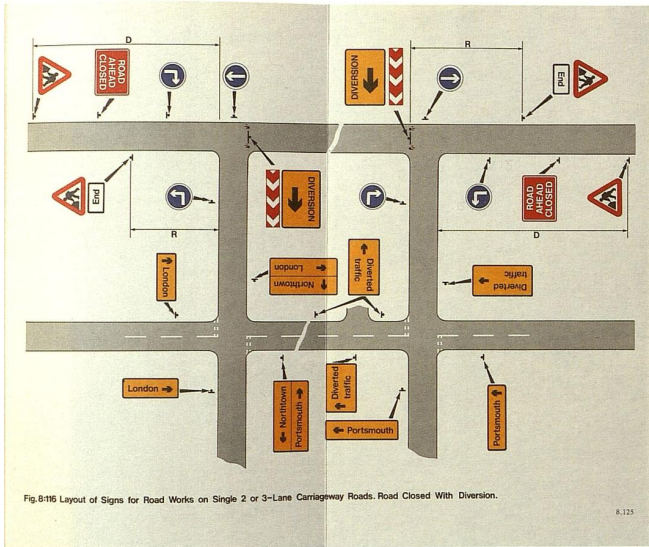 D
ROAD
AHEAD
CLOSED
DIVERSION
R
End
End
R
DIVERSION
ROAD
AHEAD
CLOSED
D
London
Northtown
London
Diverted
traffic
Diverted
traffic
London
Northtown
Portsmouth
Diverted
traffic
Portsmouth
Portsmouth
Fig.8:116 Layout of Signs for Road Works on Single 2 or 3-Lane Carriageway Roads. Road Closed With Diversion.
8.125